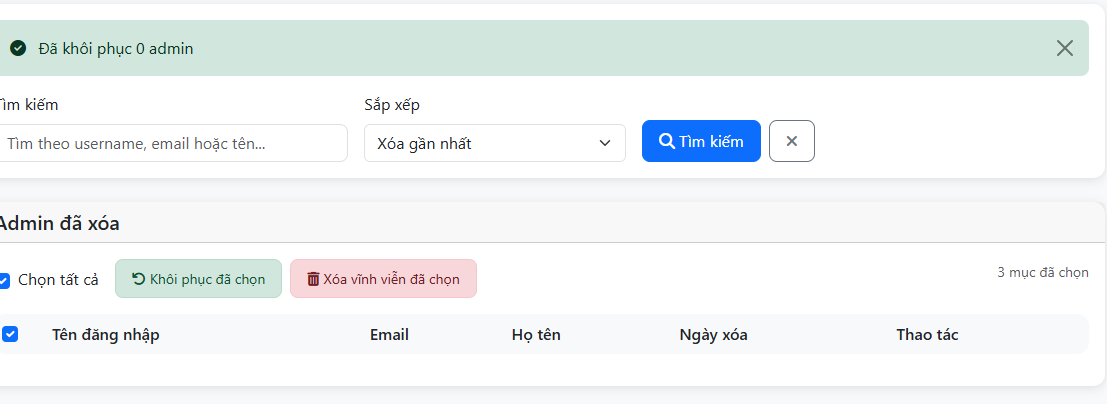 Đã khôi phục 0 admin
Tìm kiếm
Sắp xếp
Tìm theo username, email hoặc tên...
Xóa gần nhất
Tìm kiếm
Admin đã xóa
Chọn tất cả
Khôi phục đã chọn
Xóa vĩnh viễn đã chọn
3 mục đã chọn
Tên đăng nhập
Email
Họ tên
Ngày xóa
Thao tác